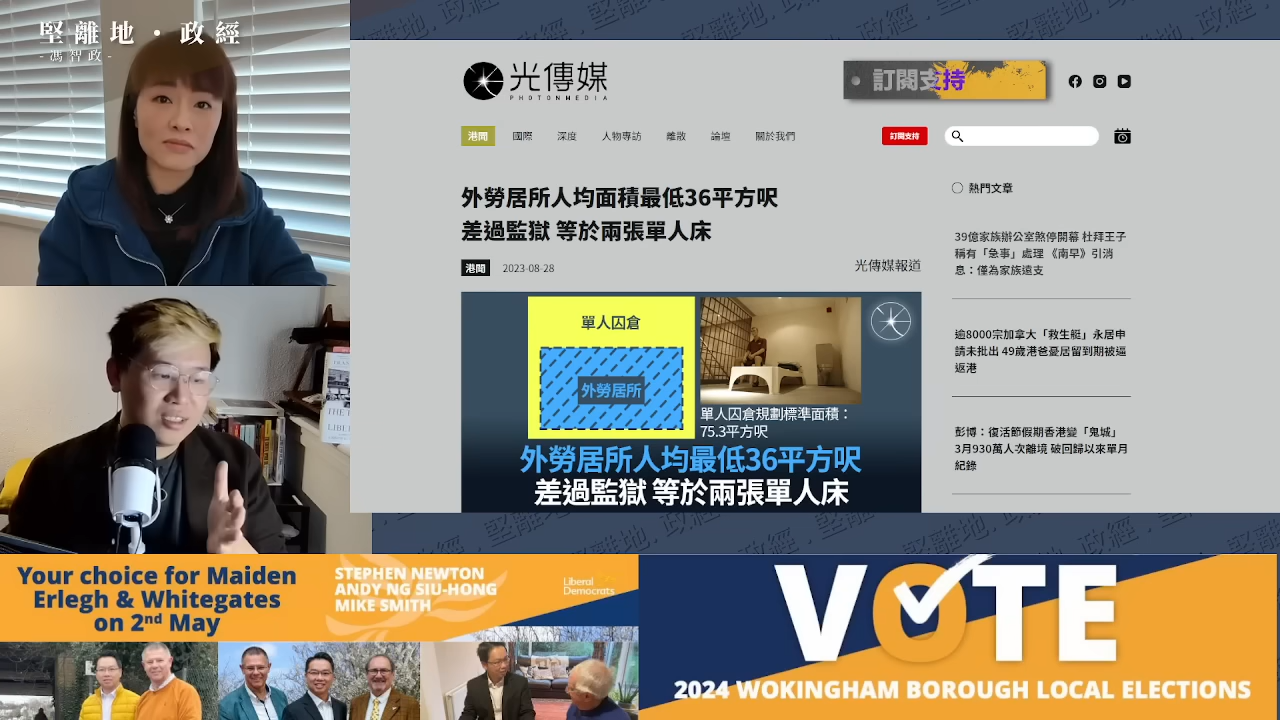 堅離地・政經
-馮智政-
光傳媒
PHOTONMEDIA
訂閱支持
港聞 國際 深度 人物專訪 離散 論壇 關於我們
訂閱支持
外勞居所人均面積最低36平方呎
差過監獄 等於兩張單人床
港聞 2023-08-28
光傳媒報道
單人囚倉
外勞居所
單人囚倉規劃標準面積：
75.3平方呎
外勞居所人均最低36平方呎
差過監獄 等於兩張單人床
熱門文章
39億家族辦公室煞停開幕 杜拜王子
稱有「急事」處理 《南早》引消
息：僅為家族遠支
逾8000宗加拿大「救生艇」永居申
請未批出 49歲港爸憂居留到期被逼
返港
彭博：復活節假期香港變「鬼城」
3月930萬人次離境 破回歸以來單月
紀錄
Your choice for Maiden
Erlegh & Whitegates
on 2nd May
STEPHEN NEWTON
ANDY NG SIU-HONG
MIKE SMITH
Liberal
Democrats
VOTE
2024 WOKINGHAM BOROUGH LOCAL ELECTIONS